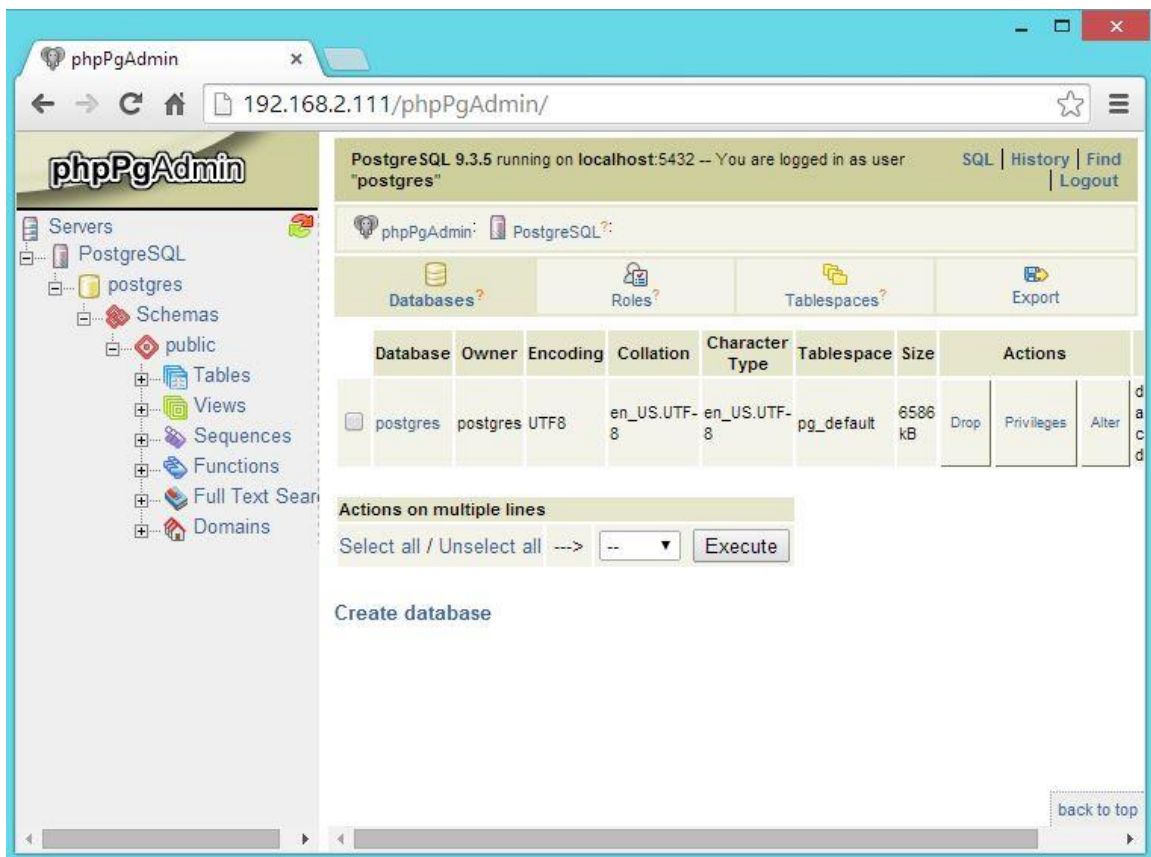 phpPgAdmin
192.168.2.111/phpPgAdmin/
phpPgAdmin
Servers
PostgreSQL
postgres
Schemas
public
Tables
Views
Sequences
Functions
Full Text Sear
Domains
PostgreSQL 9.3.5 running on localhost:5432 -- You are logged in as user
"postgres"
SQL | History | Find
| Logout
phpPgAdmin: PostgreSQL?:
Databases? Roles? Tablespaces? Export
Database Owner Encoding Collation Character Type Tablespace Size Actions
postgres postgres UTF8 en_US.UTF-8 en_US.UTF-8 pg_default 6586 kB Drop Privileges Alter
Actions on multiple lines
Select all / Unselect all ---> -- Execute
Create database
back to top